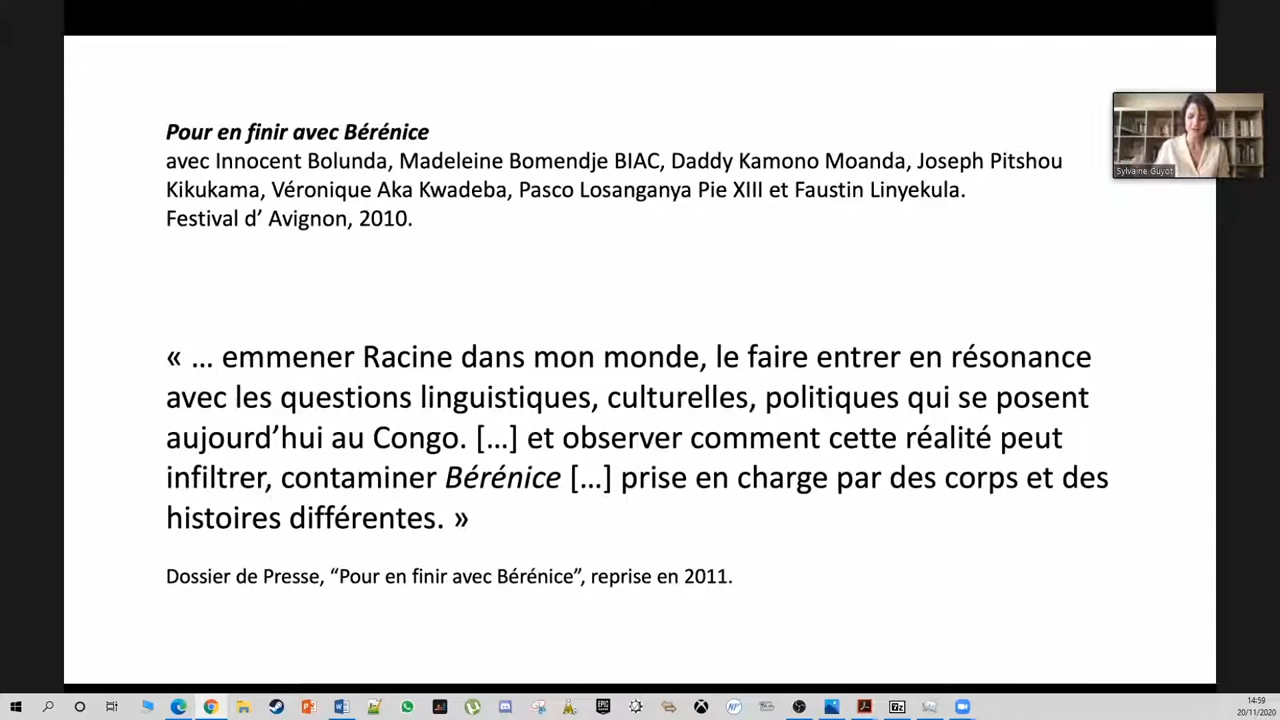 Pour en finir avec Bérénice
avec Innocent Bolunda, Madeleine Bomendje BIAC, Daddy Kamono Moanda, Joseph Pitshou
Kikukama, Véronique Aka Kwadeba, Pasco Losanganya Pie XIII et Faustin Linyekula.
Festival d’ Avignon, 2010.
Sylvaine Guyot
« … emmener Racine dans mon monde, le faire entrer en résonance
avec les questions linguistiques, culturelles, politiques qui se posent
aujourd’hui au Congo. […] et observer comment cette réalité peut
infiltrer, contaminer Bérénice […] prise en charge par des corps et des
histoires différentes. »
Dossier de Presse, “Pour en finir avec Bérénice”, reprise en 2011.
EPIC
14:59
20/11/2020